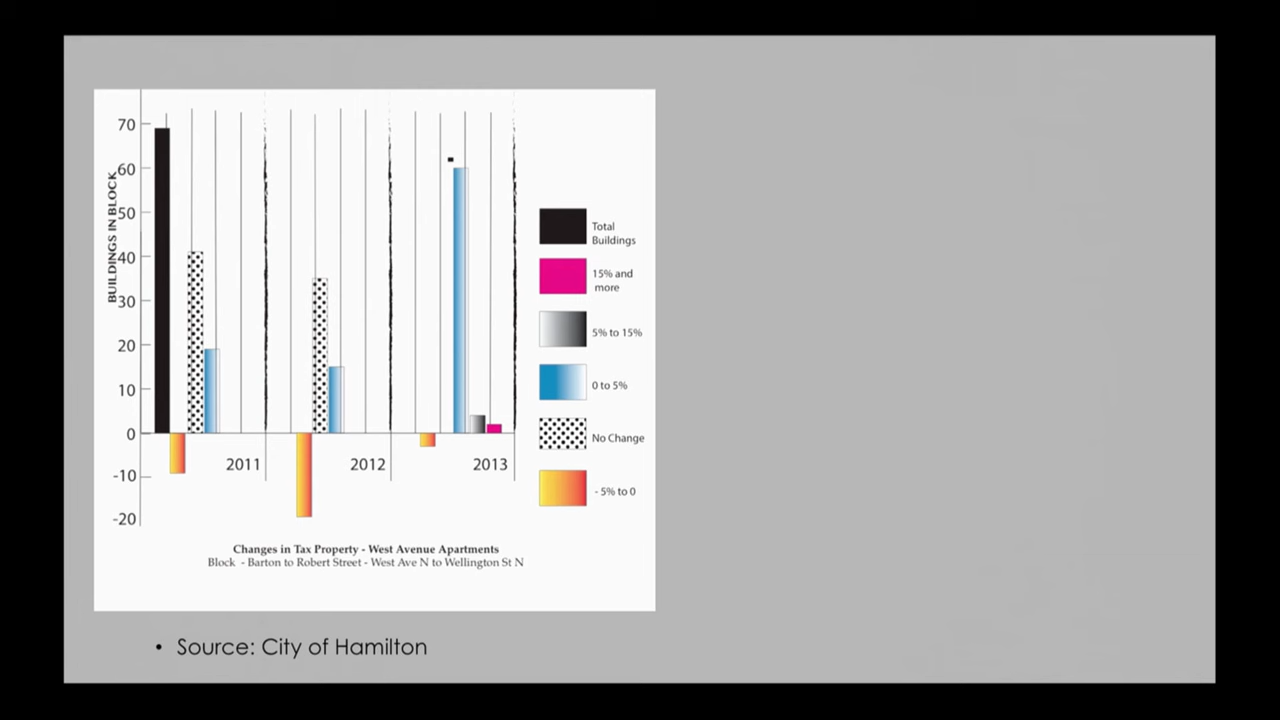 70
60
50
40
30
20
10
0
-10
-20
BUILDINGS IN BLOCK
2011
2012
2013
Total
Buildings
15% and
more
5% to 15%
0 to 5%
No Change
- 5% to 0
Changes in Tax Property - West Avenue Apartments
Block - Barton to Robert Street - West Ave N to Wellington St N
• Source: City of Hamilton